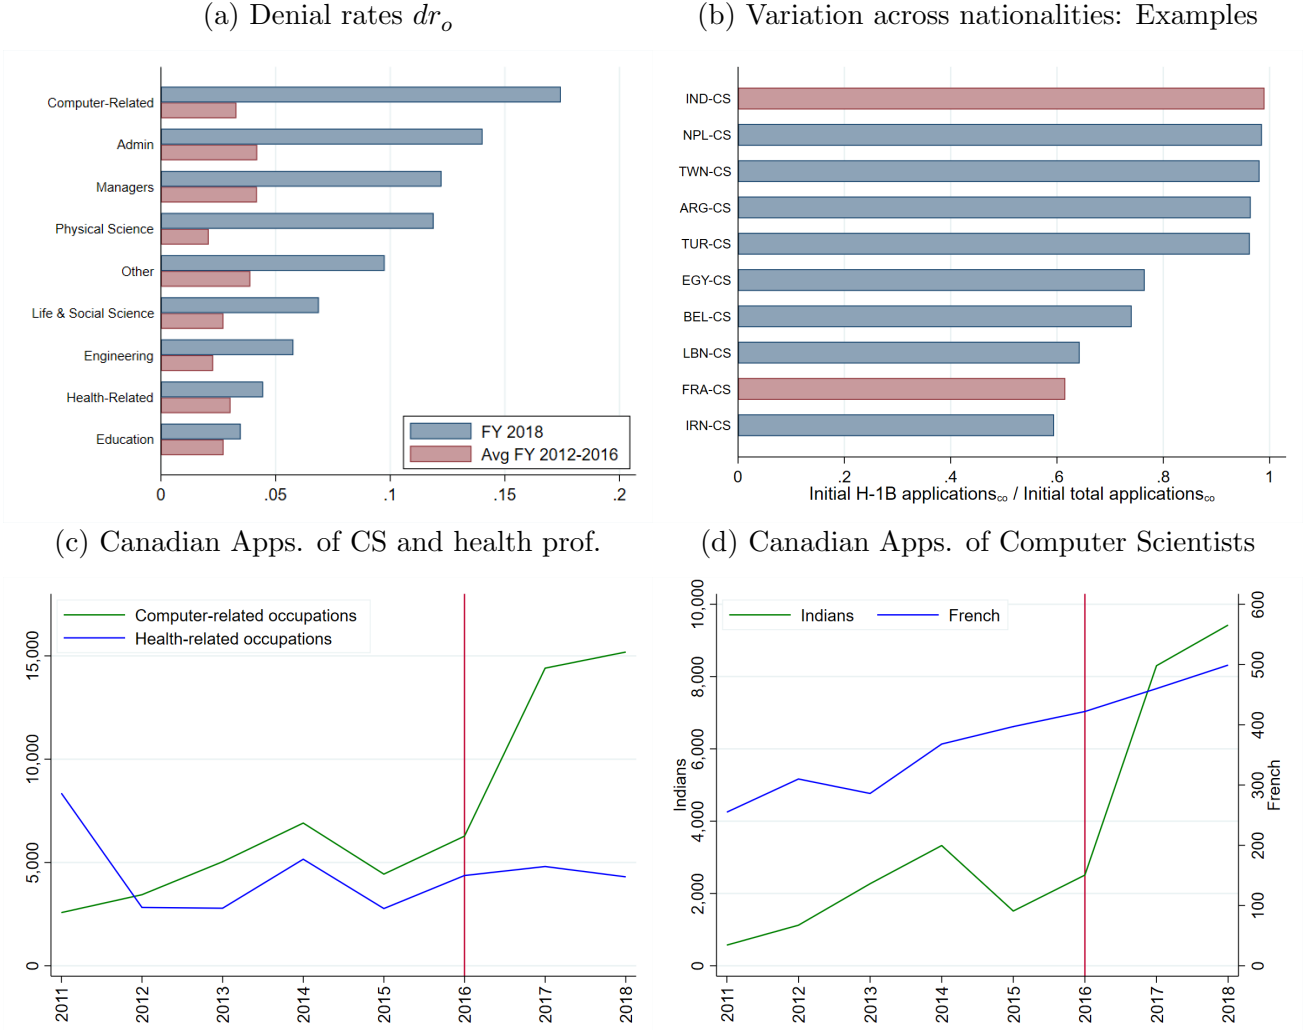 (a) Denial rates dr_o
Computer-Related
Admin
Managers
Physical Science
Other
Life & Social Science
Engineering
Health-Related
Education
FY 2018
Avg FY 2012-2016
0 .05 .1 .15 .2
(b) Variation across nationalities: Examples
IND-CS
NPL-CS
TWN-CS
ARG-CS
TUR-CS
EGY-CS
BEL-CS
LBN-CS
FRA-CS
IRN-CS
0 .2 .4 .6 .8 1
Initial H-1B applications_co / Initial total applications_co
(c) Canadian Apps. of CS and health prof.
Computer-related occupations
Health-related occupations
15,000
10,000
5,000
0
2011 2012 2013 2014 2015 2016 2017 2018
(d) Canadian Apps. of Computer Scientists
Indians French
Indians
10,000
8,000
6,000
4,000
2,000
0
French
600
500
400
300
200
100
0
2011 2012 2013 2014 2015 2016 2017 2018